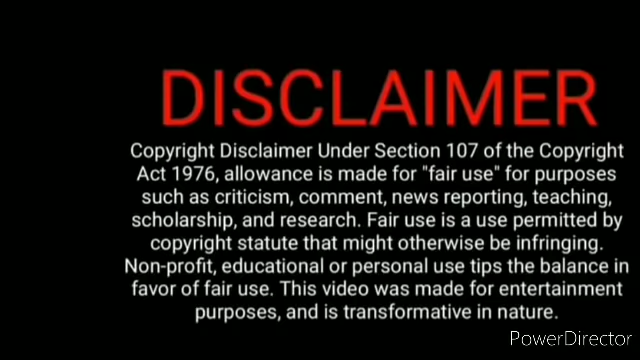 DISCLAIMER
Copyright Disclaimer Under Section 107 of the Copyright
Act 1976, allowance is made for "fair use" for purposes
such as criticism, comment, news reporting, teaching,
scholarship, and research. Fair use is a use permitted by
copyright statute that might otherwise be infringing.
Non-profit, educational or personal use tips the balance in
favor of fair use. This video was made for entertainment
purposes, and is transformative in nature.
PowerDirector